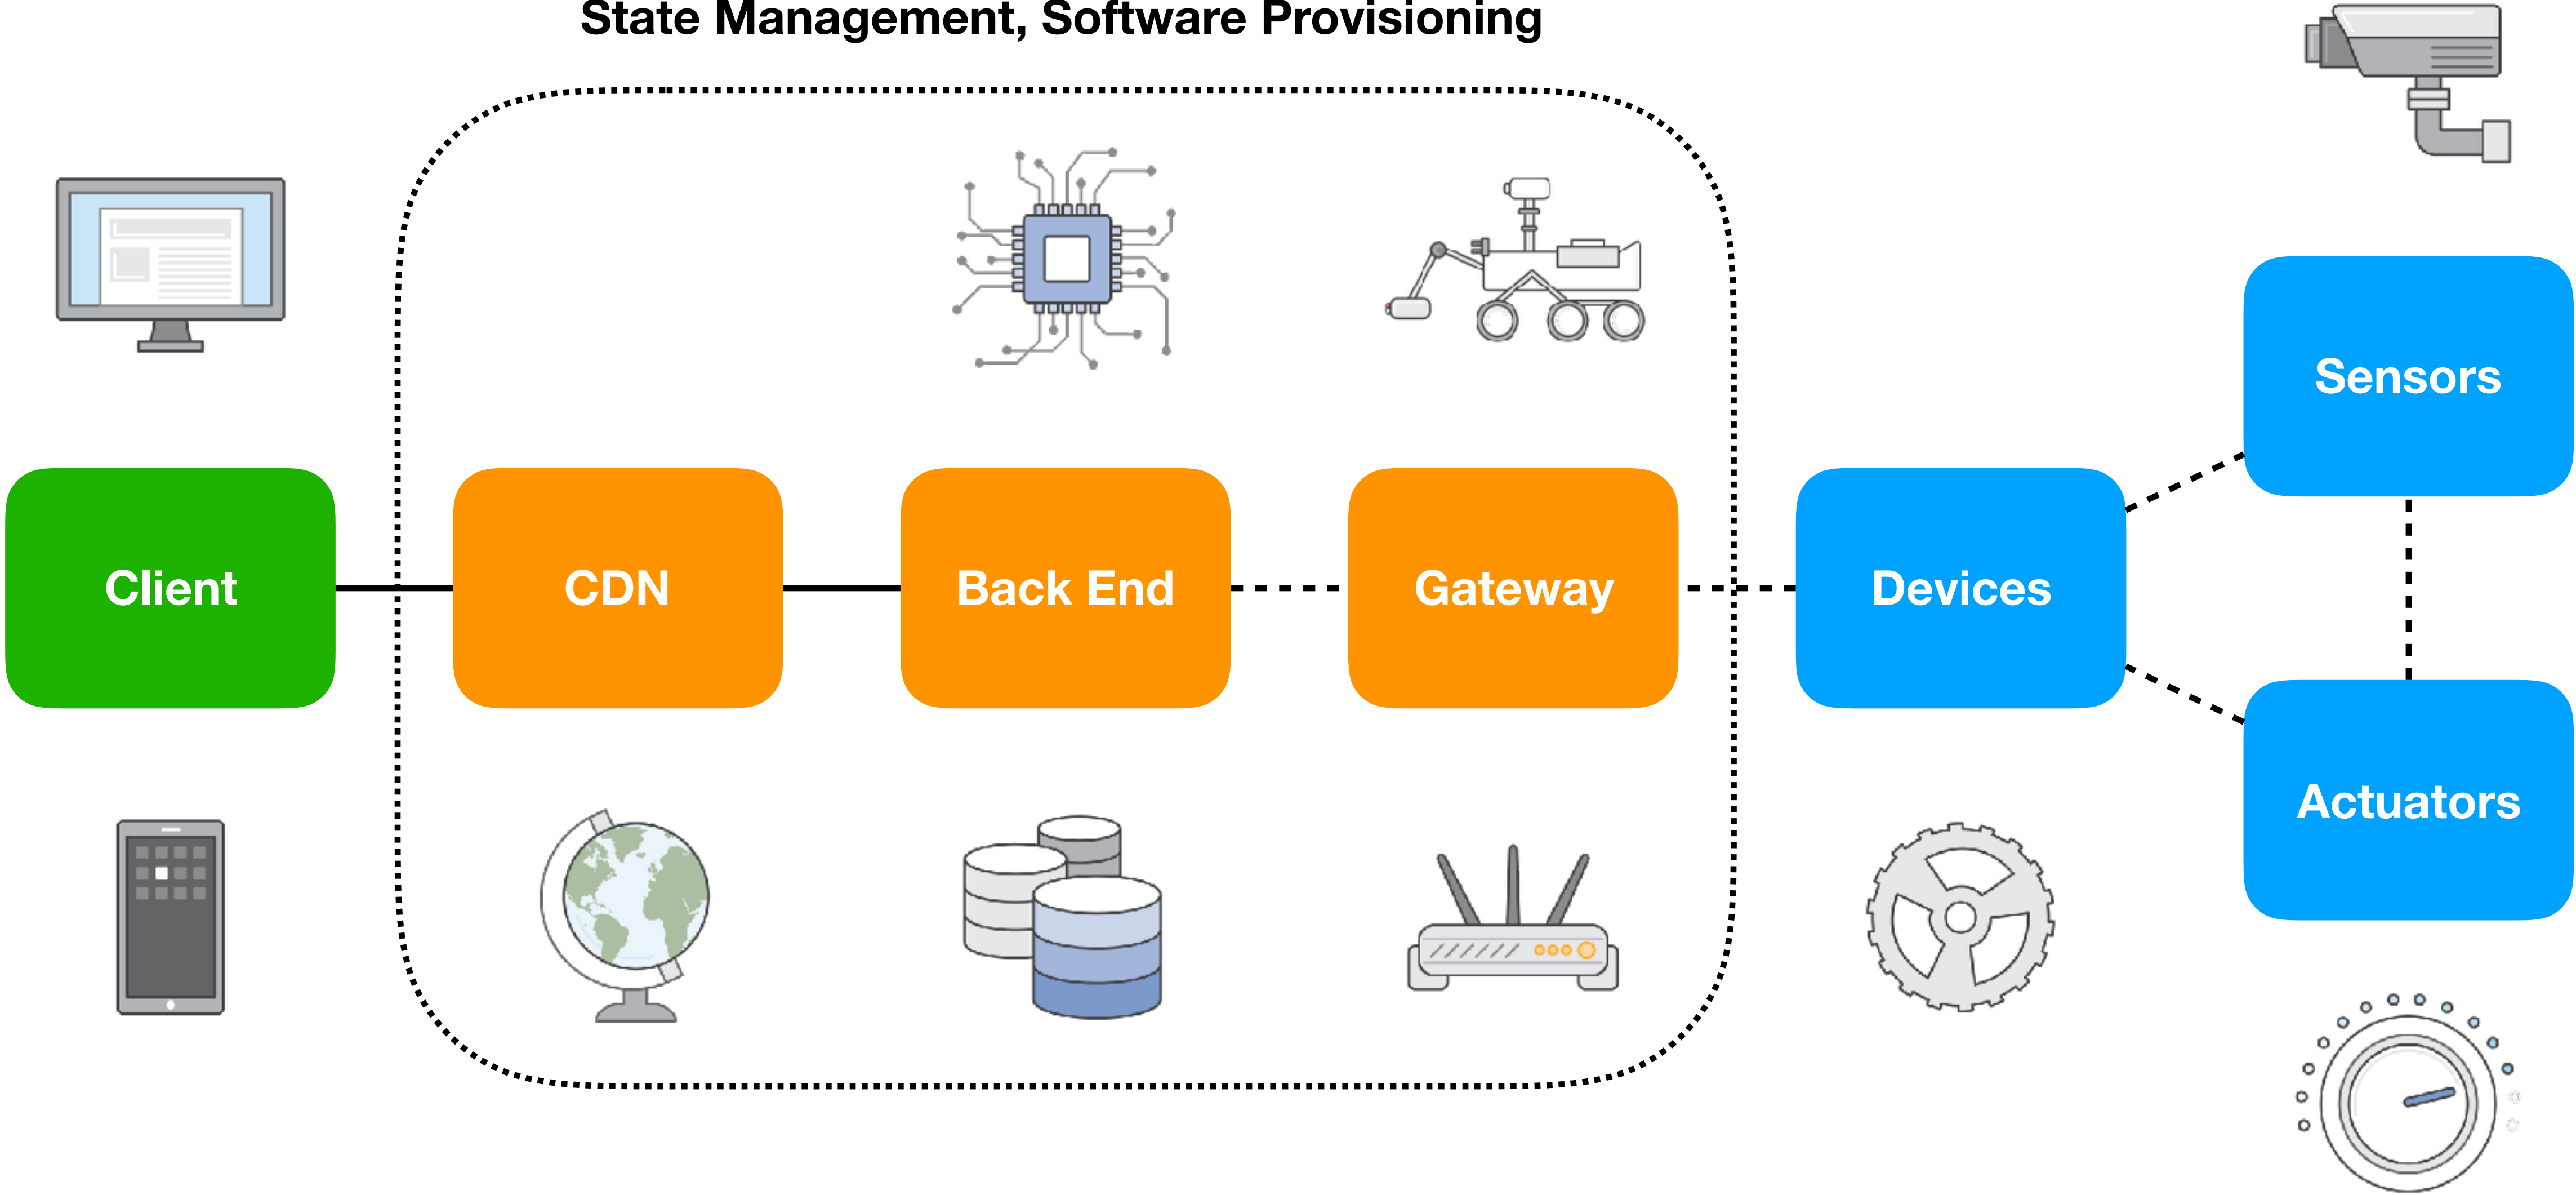 State Management, Software Provisioning
Sensors
Client
CDN
Back End
Gateway
Devices
Actuators